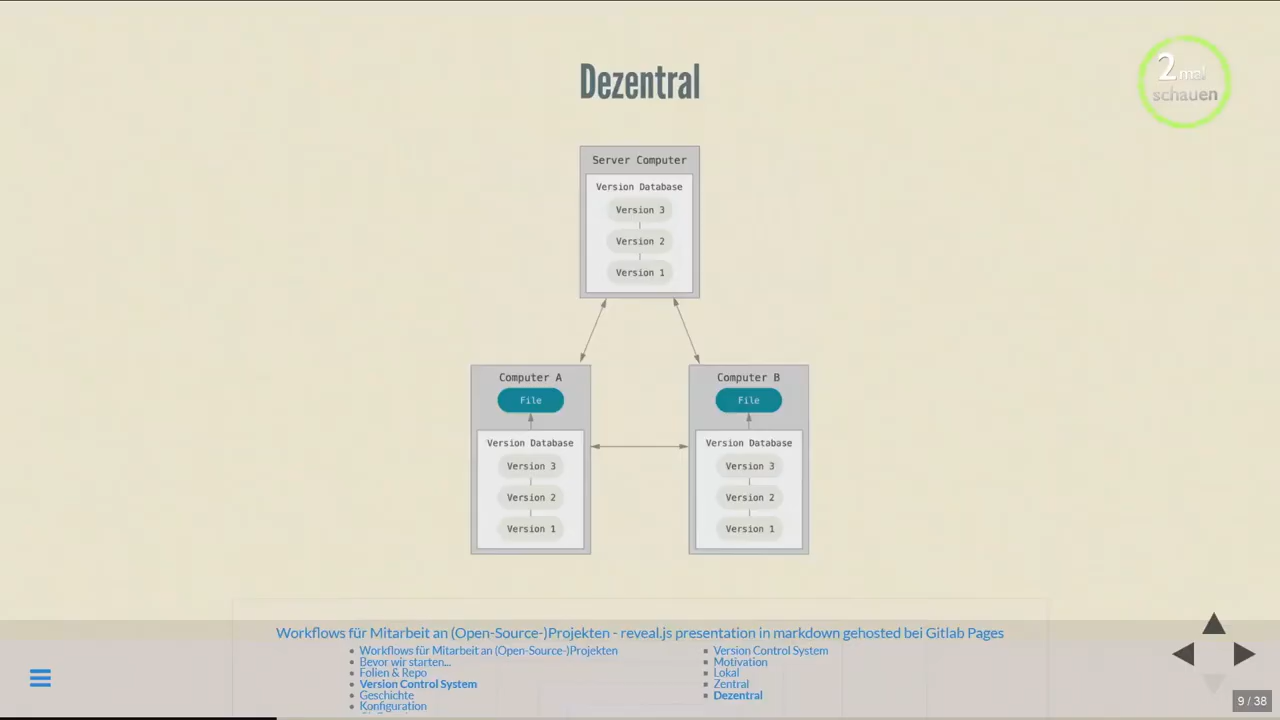 Dezentral
2 mal
schauen
Server Computer
Version Database
Version 3
Version 2
Version 1
Computer A
File
Version Database
Version 3
Version 2
Version 1
Computer B
File
Version Database
Version 3
Version 2
Version 1
Workflows für Mitarbeit an (Open-Source-)Projekten - reveal.js presentation in markdown gehosted bei Gitlab Pages
Workflows für Mitarbeit an (Open-Source-)Projekten
Bevor wir starten...
Folien & Repo
Version Control System
Geschichte
Konfiguration
Version Control System
Motivation
Lokal
Zentral
Dezentral
9 / 38